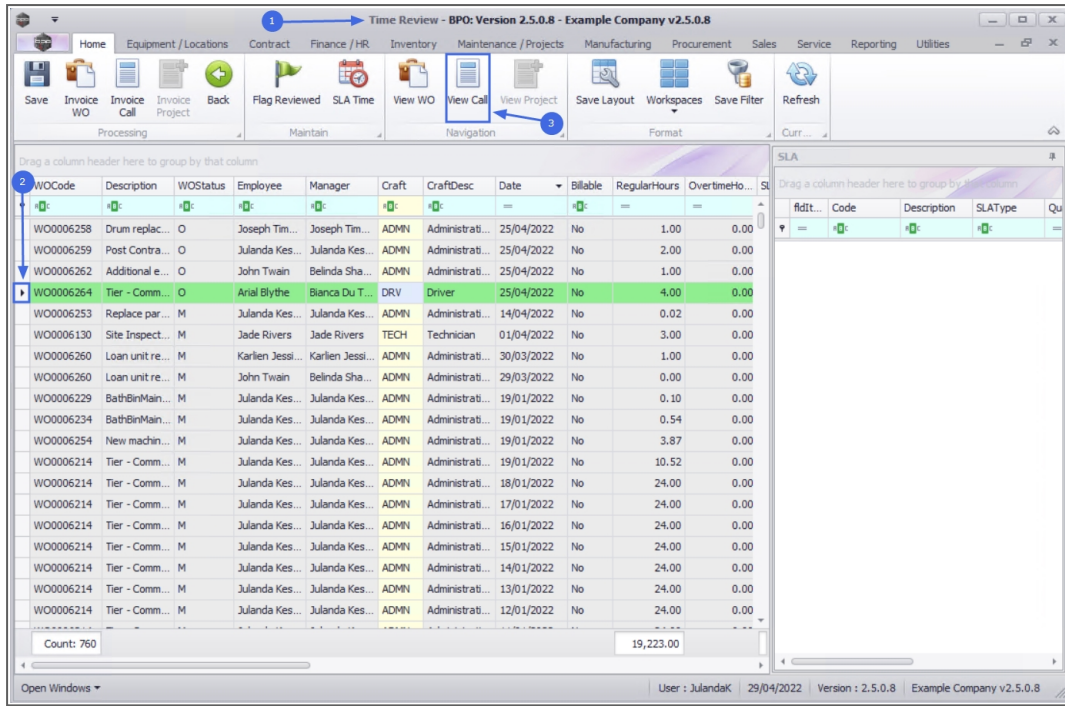 1
Time Review - BPO: Version 2.5.0.8 - Example Company v2.5.0.8
Home Equipment / Locations Contract Finance / HR Inventory Maintenance / Projects Manufacturing Procurement Sales Service Reporting Utilities
Save Invoice WO Invoice Call Invoice Project Back Flag Reviewed SLA Time View WO View Call View Project Save Layout Workspaces Save Filter Refresh
3
Processing Maintain Navigation Format Curr...
Drag a column header here to group by that column
2
WOCode Description WOStatus Employee Manager Craft CraftDesc Date Billable RegularHours OvertimeHo... SL
= =
WO0006258 Drum replac... O Joseph Tim... Joseph Tim... ADMN Administrati... 25/04/2022 No 1.00 0.00
WO0006259 Post Contra... O Julanda Kes... Julanda Kes... ADMN Administrati... 25/04/2022 No 2.00 0.00
WO0006262 Additional e... O John Twain Belinda Sha... ADMN Administrati... 25/04/2022 No 1.00 0.00
WO0006264 Tier - Comm... O Arial Blythe Bianca Du T... DRV Driver 25/04/2022 No 4.00 0.00
WO0006253 Replace par... M Julanda Kes... Julanda Kes... ADMN Administrati... 14/04/2022 No 0.02 0.00
WO0006130 Site Inspect... M Jade Rivers Jade Rivers TECH Technician 01/04/2022 No 3.00 0.00
WO0006260 Loan unit re... M Karlien Jessi... Karlien Jessi... ADMN Administrati... 30/03/2022 No 1.00 0.00
WO0006260 Loan unit re... M John Twain Belinda Sha... ADMN Administrati... 29/03/2022 No 0.00 0.00
WO0006229 BathBinMain... M Julanda Kes... Julanda Kes... ADMN Administrati... 19/01/2022 No 0.10 0.00
WO0006234 BathBinMain... M Julanda Kes... Julanda Kes... ADMN Administrati... 19/01/2022 No 0.54 0.00
WO0006254 New machin... M Julanda Kes... Julanda Kes... ADMN Administrati... 19/01/2022 No 3.87 0.00
WO0006214 Tier - Comm... M Julanda Kes... Julanda Kes... ADMN Administrati... 19/01/2022 No 10.52 0.00
WO0006214 Tier - Comm... M Julanda Kes... Julanda Kes... ADMN Administrati... 18/01/2022 No 24.00 0.00
WO0006214 Tier - Comm... M Julanda Kes... Julanda Kes... ADMN Administrati... 17/01/2022 No 24.00 0.00
WO0006214 Tier - Comm... M Julanda Kes... Julanda Kes... ADMN Administrati... 16/01/2022 No 24.00 0.00
WO0006214 Tier - Comm... M Julanda Kes... Julanda Kes... ADMN Administrati... 15/01/2022 No 24.00 0.00
WO0006214 Tier - Comm... M Julanda Kes... Julanda Kes... ADMN Administrati... 14/01/2022 No 24.00 0.00
WO0006214 Tier - Comm... M Julanda Kes... Julanda Kes... ADMN Administrati... 13/01/2022 No 24.00 0.00
WO0006214 Tier - Comm... M Julanda Kes... Julanda Kes... ADMN Administrati... 12/01/2022 No 24.00 0.00
Count: 760 19,223.00
SLA
Drag a column header here to group by that column
fldIt... Code Description SLAType Qu
= =
Open Windows User : JulandaK 29/04/2022 Version : 2.5.0.8 Example Company v2.5.0.8